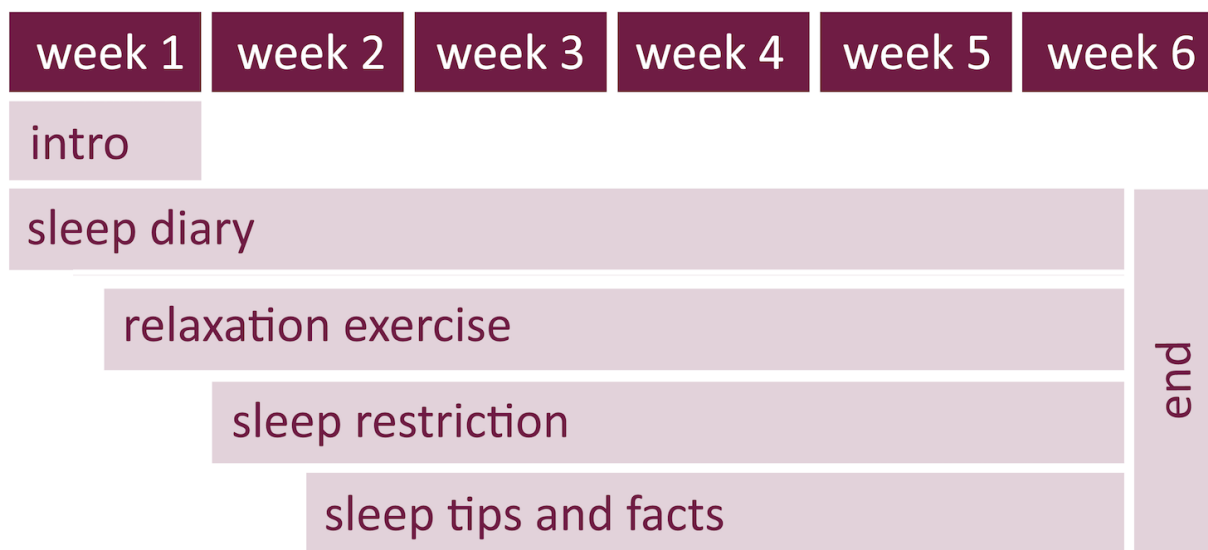 week 1 week 2 week 3 week 4 week 5 week 6
intro
sleep diary
relaxation exercise
sleep restriction
sleep tips and facts
end